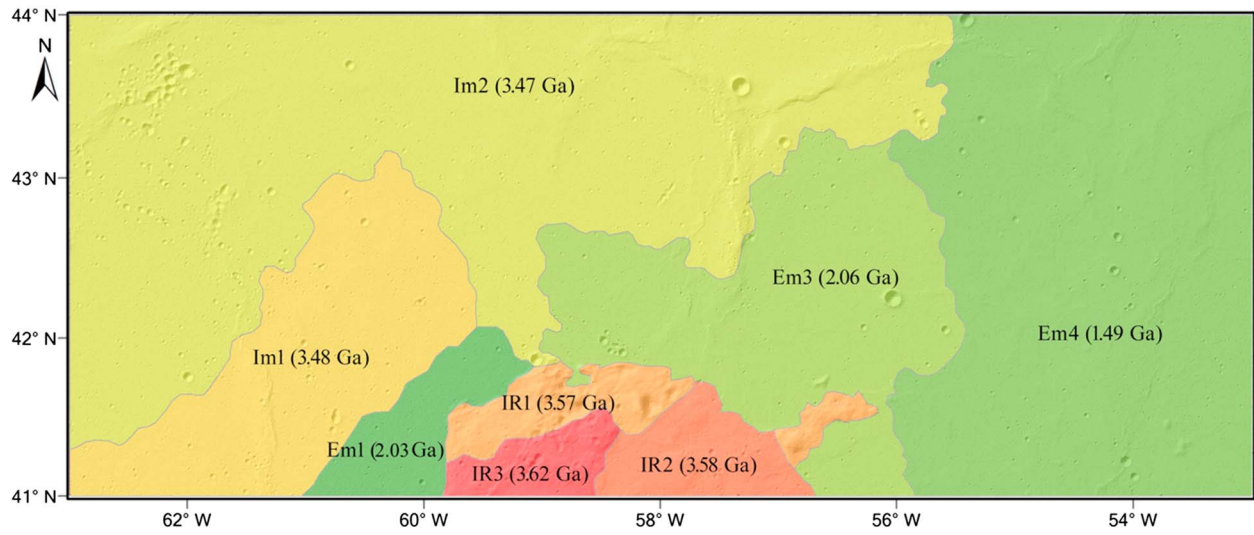 44° N
N
Im2 (3.47 Ga)
43° N
Em3 (2.06 Ga)
42° N
Em4 (1.49 Ga)
Im1 (3.48 Ga)
IR1 (3.57 Ga)
Em1 (2.03 Ga)
IR2 (3.58 Ga)
IR3 (3.62 Ga)
41° N
62° W
60° W
58° W
56° W
54° W